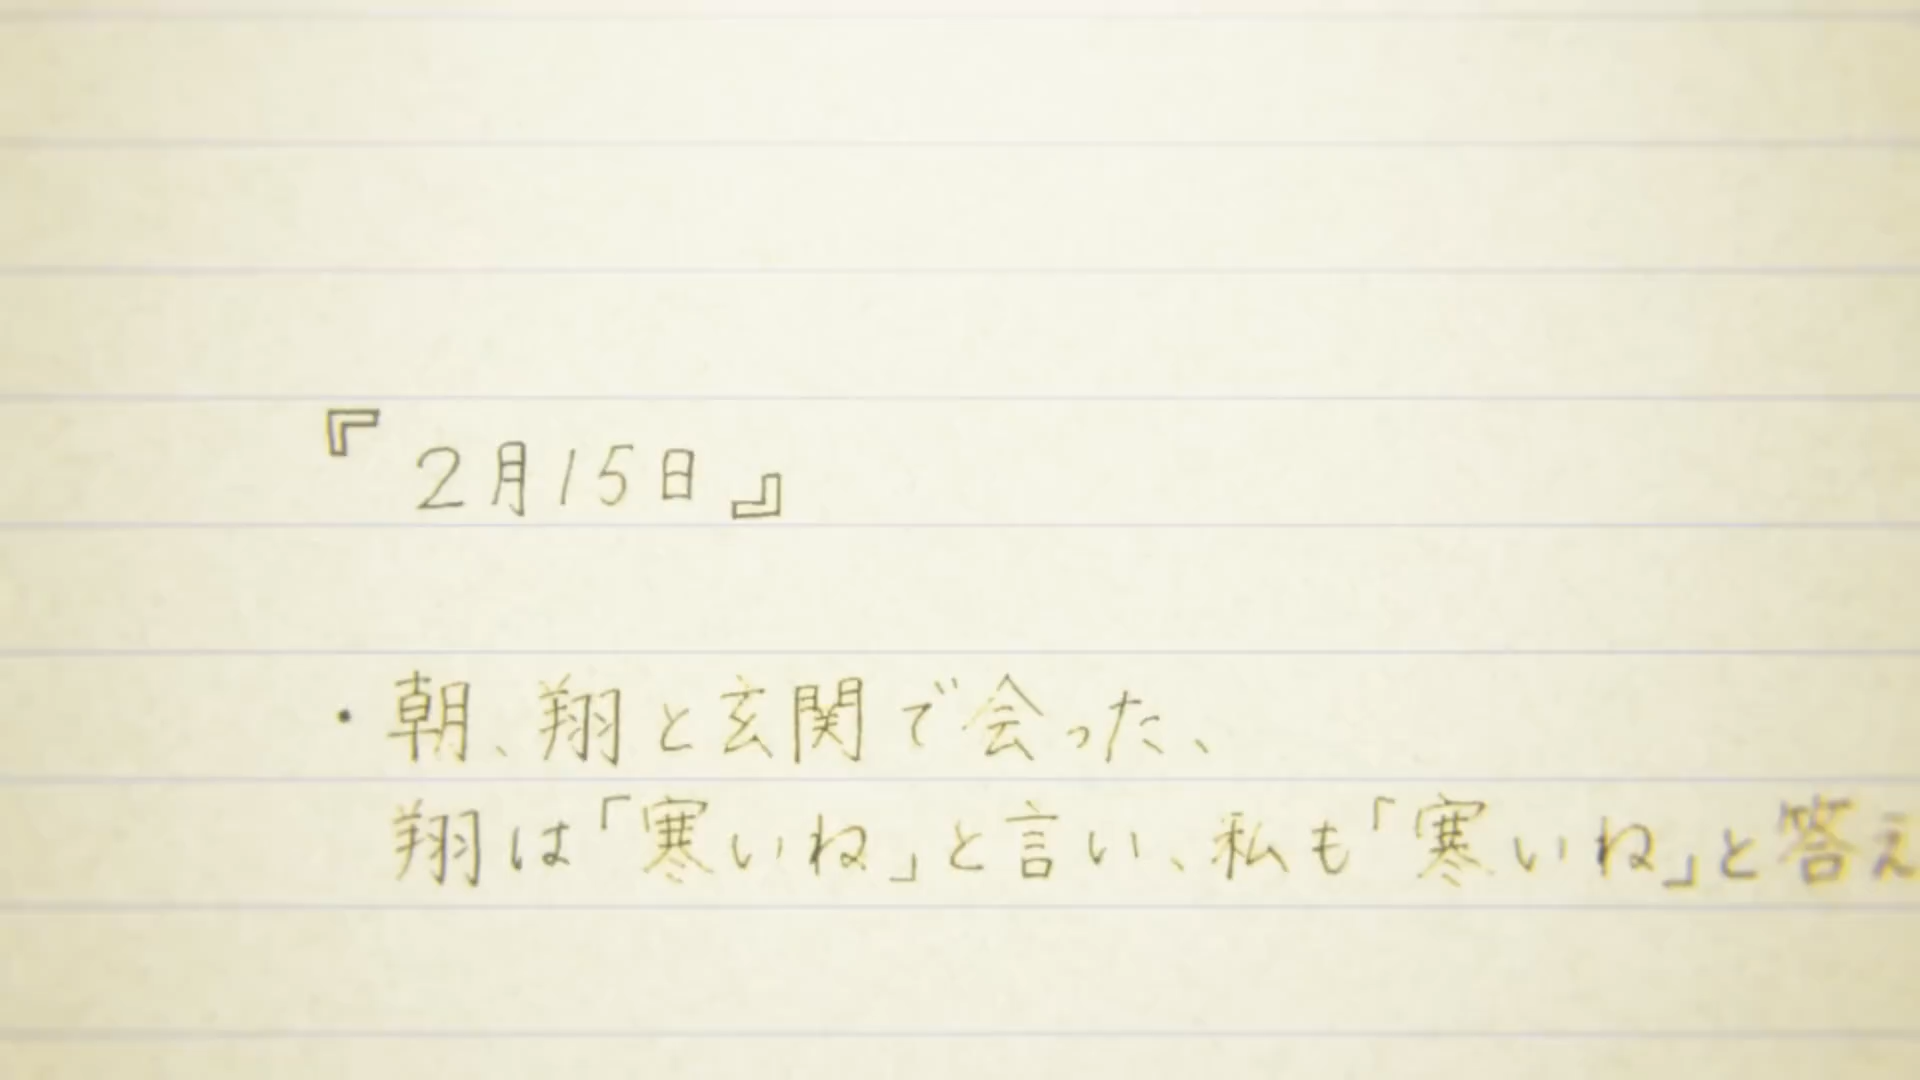 『2月15日』
・朝、翔と玄関で会った、
翔は「寒いね」と言い、私も「寒いね」と答え